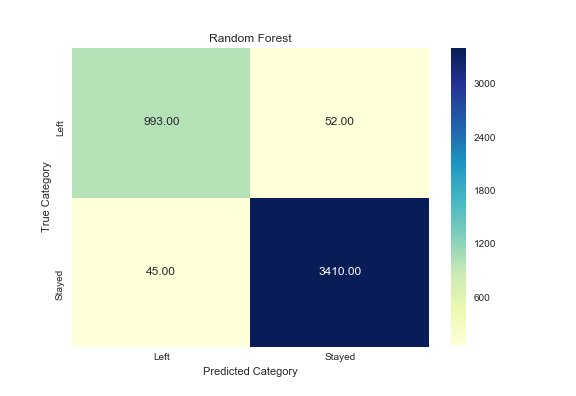 Random Forest
True Category
Left
993.00
52.00
Stayed
45.00
3410.00
Left
Stayed
Predicted Category
3000
2400
1800
1200
600